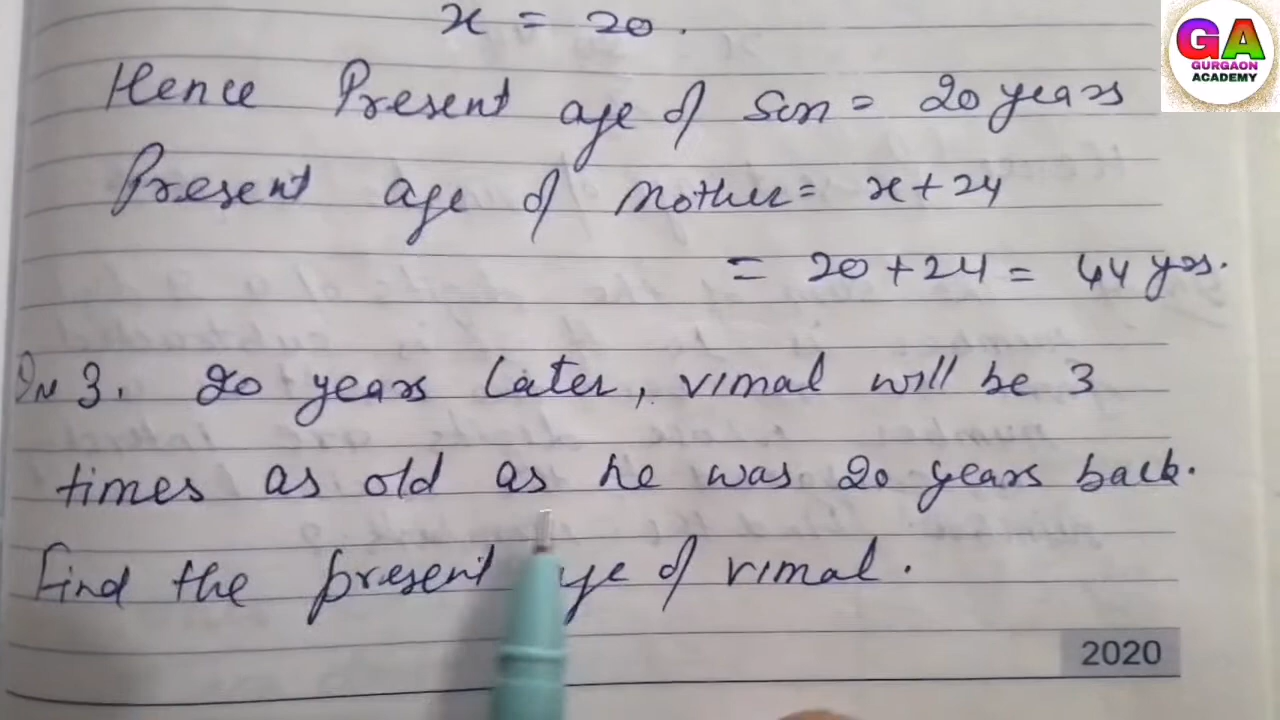 x = 20.
Hence Present age of Son = 20 years
Present age of Mother = x+24
= 20+24 = 44 yrs.
3. 20 years later, vimal will be 3
times as old as he was 20 years back.
Find the present age of vimal.
2020
GA
GURGAON
ACADEMY